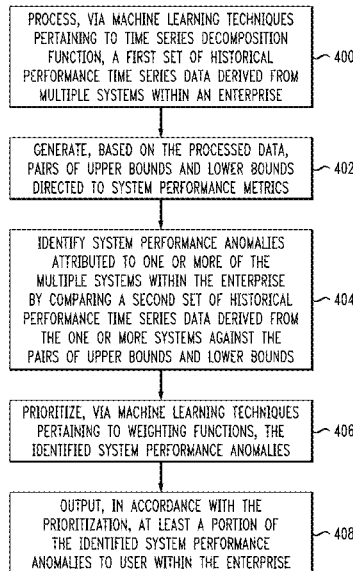 PROCESS, VIA MACHINE LEARNING TECHNIQUES
PERTAINING TO TIME SERIES DECOMPOSITION
FUNCTION, A FIRST SET OF HISTORICAL
PERFORMANCE TIME SERIES DATA DERIVED FROM
MULTIPLE SYSTEMS WITHIN AN ENTERPRISE
400
GENERATE, BASED ON THE PROCESSED DATA,
PAIRS OF UPPER BOUNDS AND LOWER BOUNDS
DIRECTED TO SYSTEM PERFORMANCE METRICS
402
IDENTIFY SYSTEM PERFORMANCE ANOMALIES
ATTRIBUTED TO ONE OR MORE OF THE
MULTIPLE SYSTEMS WITHIN THE ENTERPRISE
BY COMPARING A SECOND SET OF HISTORICAL
PERFORMANCE TIME SERIES DATA DERIVED FROM
THE ONE OR MORE SYSTEMS AGAINST THE
PAIRS OF UPPER BOUNDS AND LOWER BOUNDS
404
PRIORITIZE, VIA MACHINE LEARNING TECHNIQUES
PERTAINING TO WEIGHTING FUNCTIONS, THE
IDENTIFIED SYSTEM PERFORMANCE ANOMALIES
406
OUTPUT, IN ACCORDANCE WITH THE
PRIORITIZATION, AT LEAST A PORTION OF
THE IDENTIFIED SYSTEM PERFORMANCE
ANOMALIES TO USER WITHIN THE ENTERPRISE
408